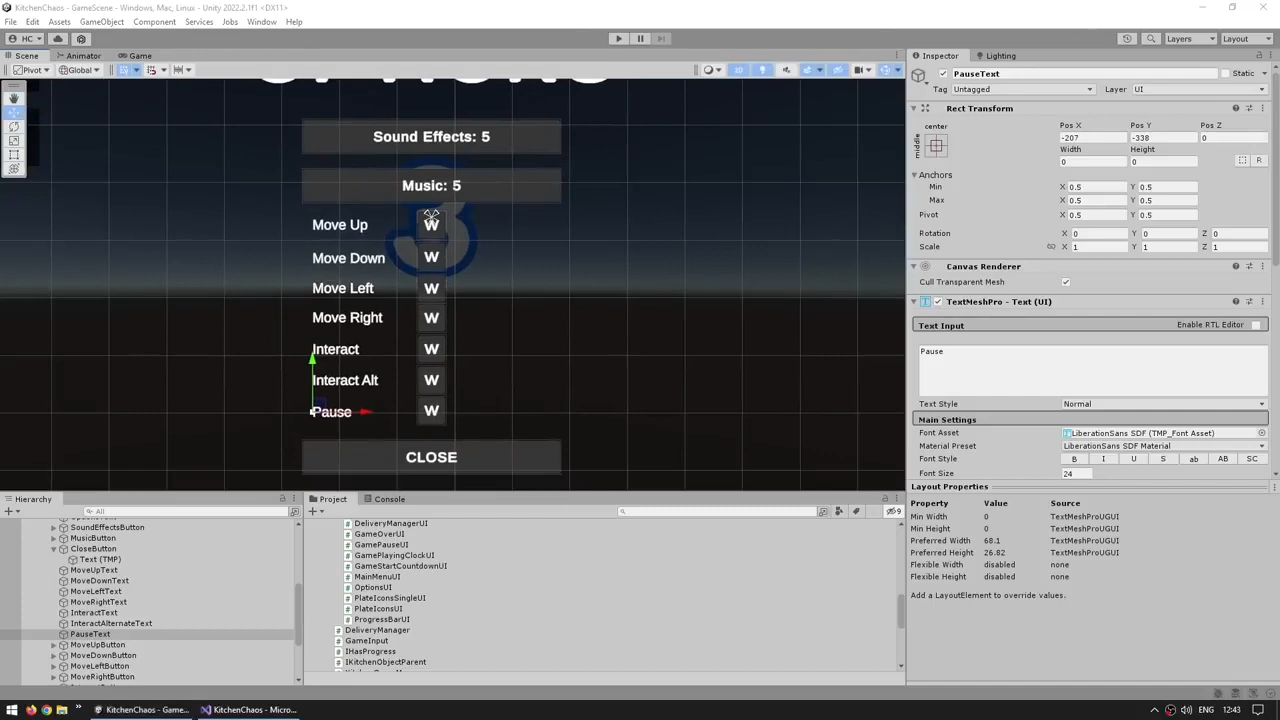 KitchenChaos - GameScene - Windows, Mac, Linux - Unity 2022.2.1f1 <DX11>
File Edit Assets GameObject Component Services Jobs Window Help
HC
Layers Layout
Scene Animator Game
Pivot Global 2D
Sound Effects: 5
Music: 5
Move Up W
Move Down W
Move Left W
Move Right W
Interact W
Interact Alt W
Pause W
CLOSE
Inspector Lighting
PauseText Static
Tag Untagged Layer UI
Rect Transform
center
middle
Pos X Pos Y Pos Z
-207 -338 0
Width Height
0 0 R
Anchors
Min X 0.5 Y 0.5
Max X 0.5 Y 0.5
Pivot X 0.5 Y 0.5
Rotation X 0 Y 0 Z 0
Scale X 1 Y 1 Z 1
Canvas Renderer
Cull Transparent Mesh
TextMeshPro - Text (UI)
Text Input Enable RTL Editor
Pause
Text Style Normal
Main Settings
Font Asset LiberationSans SDF (TMP_Font Asset)
Material Preset LiberationSans SDF Material
Font Style B I U S ab AB SC
Font Size 24
Layout Properties
Property Value Source
Min Width 0 TextMeshProUGUI
Min Height 0 TextMeshProUGUI
Preferred Width 68.1 TextMeshProUGUI
Preferred Height 26.82 TextMeshProUGUI
Flexible Width disabled none
Flexible Height disabled none
Add a LayoutElement to override values.
Hierarchy
All
SoundEffectsButton
MusicButton
CloseButton
Text (TMP)
MoveUpText
MoveDownText
MoveLeftText
MoveRightText
InteractText
InteractAlternateText
PauseText
MoveUpButton
MoveDownButton
MoveLeftButton
MoveRightButton
Project Console
9
DeliveryManagerUI
GameOverUI
GamePauseUI
GamePlayingClockUI
GameStartCountdownUI
MainMenuUI
OptionsUI
PlateIconsSingleUI
PlateIconsUI
ProgressBarUI
DeliveryManager
GameInput
IHasProgress
IKitchenObjectParent
KitchenChaos - Game...
KitchenChaos - Micro...
ENG 12:43